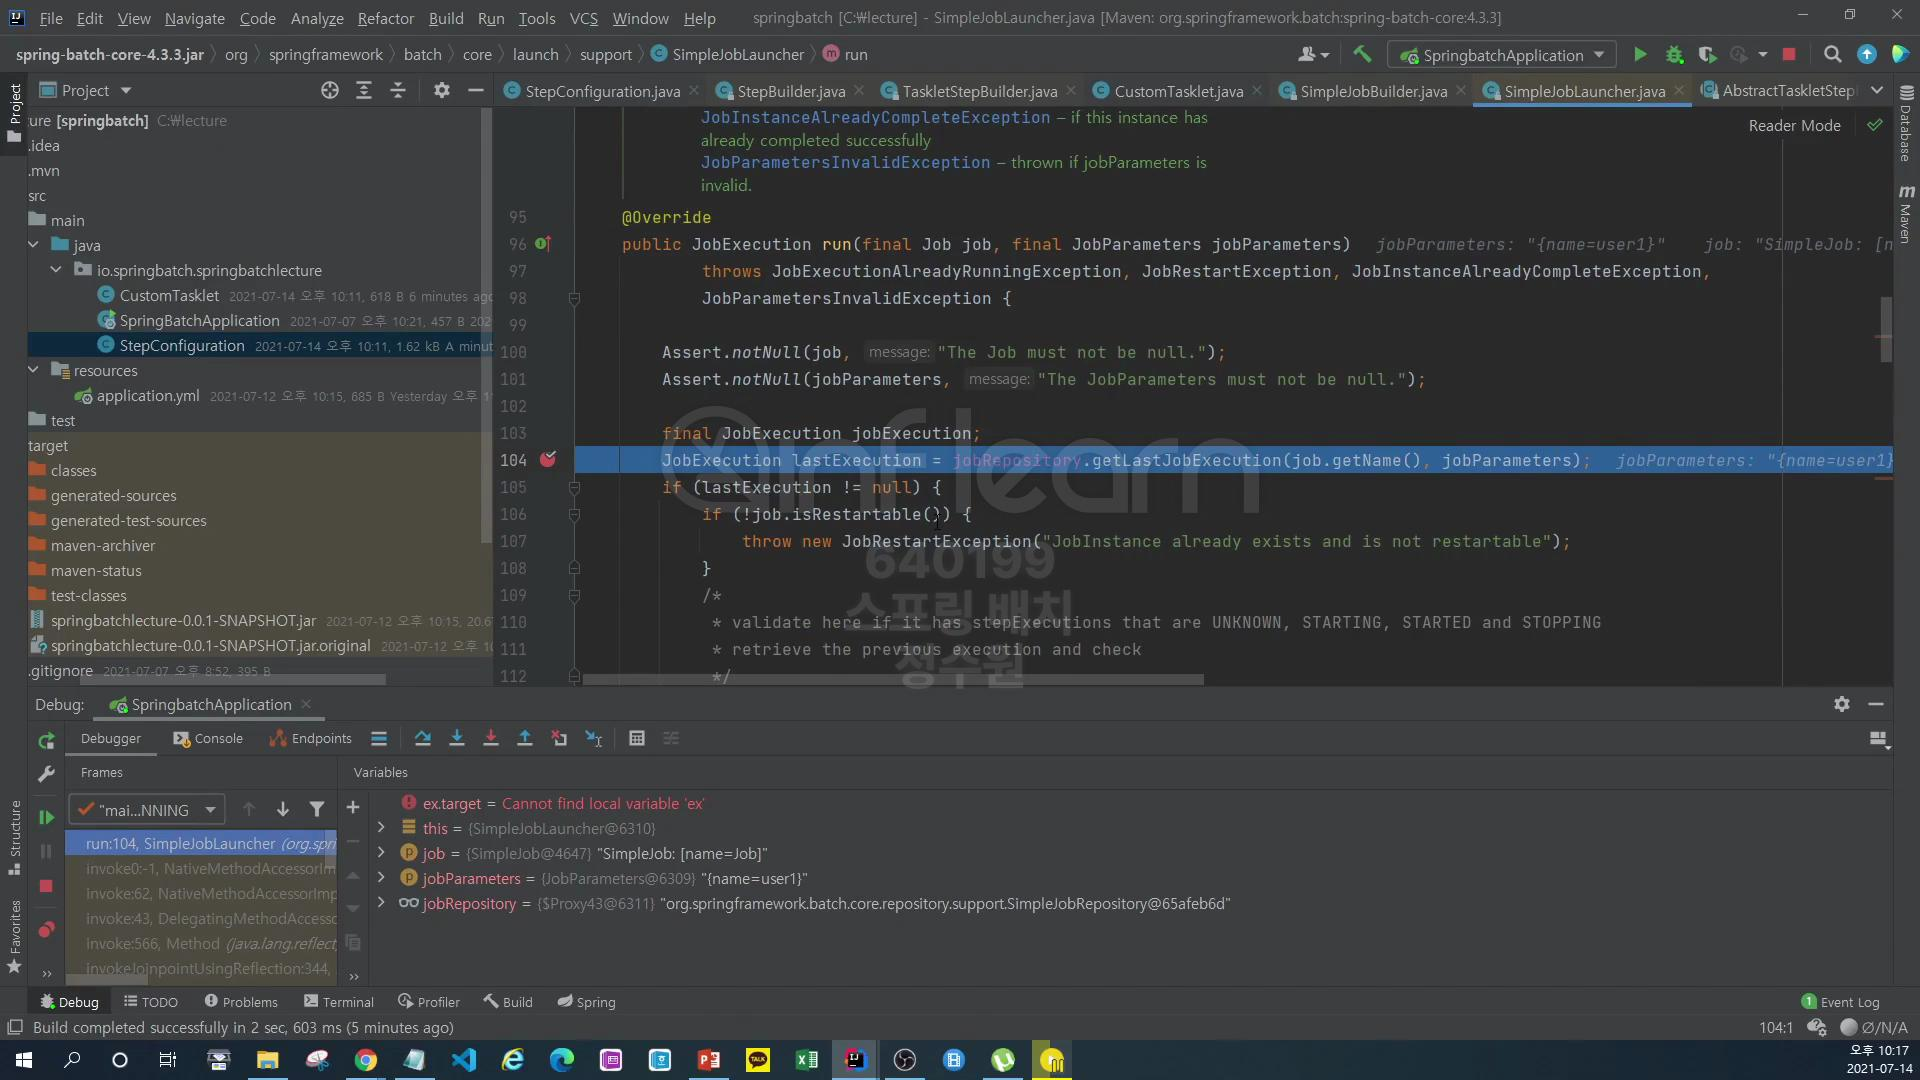 File Edit View Navigate Code Analyze Refactor Build Run Tools VCS Window Help springbatch [C:₩lecture] - SimpleJobLauncher.java [Maven: org.springframework.batch:spring-batch-core:4.3.3]
spring-batch-core-4.3.3.jar org springframework batch core launch support SimpleJobLauncher run SpringbatchApplication
Project StepConfiguration.java StepBuilder.java TaskletStepBuilder.java CustomTasklet.java SimpleJobBuilder.java SimpleJobLauncher.java AbstractTaskletStep
Project
Database
Maven
Structure
Favorites
ure [springbatch] C:₩lecture
.idea
.mvn
src
main
java
io.springbatch.springbatchlecture
CustomTasklet 2021-07-14 오후 10:11, 618 B 6 minutes ago
SpringBatchApplication 2021-07-07 오후 10:21, 457 B 202
StepConfiguration 2021-07-14 오후 10:11, 1.62 kB A minut
resources
application.yml 2021-07-12 오후 10:15, 685 B Yesterday 오후 1
test
target
classes
generated-sources
generated-test-sources
maven-archiver
maven-status
test-classes
springbatchlecture-0.0.1-SNAPSHOT.jar 2021-07-12 오후 10:15, 20.6
springbatchlecture-0.0.1-SNAPSHOT.jar.original 2021-07-12 오후 1
.gitignore 2021-07-07 오후 8:52, 395 B
Reader Mode
JobInstanceAlreadyCompleteException – if this instance has
already completed successfully
JobParametersInvalidException – thrown if jobParameters is
invalid.
95 @Override
96 public JobExecution run(final Job job, final JobParameters jobParameters) jobParameters: "{name=user1}" job: "SimpleJob: [n
97 throws JobExecutionAlreadyRunningException, JobRestartException, JobInstanceAlreadyCompleteException,
98 JobParametersInvalidException {
99
100 Assert.notNull(job, message: "The Job must not be null.");
101 Assert.notNull(jobParameters, message: "The JobParameters must not be null.");
102
103 final JobExecution jobExecution;
104 JobExecution lastExecution = jobRepository.getLastJobExecution(job.getName(), jobParameters); jobParameters: "{name=user1}
105 if (lastExecution != null) {
106 if (!job.isRestartable()) {
107 throw new JobRestartException("JobInstance already exists and is not restartable");
108 }
109 /*
110 * validate here if it has stepExecutions that are UNKNOWN, STARTING, STARTED and STOPPING
111 * retrieve the previous execution and check
112 */
inflearn
640199
스프링 배치
정수원
Debug: SpringbatchApplication
Debugger Console Endpoints
Frames Variables
"mai...NNING
run:104, SimpleJobLauncher (org.spri
invoke0:-1, NativeMethodAccessorIm
invoke:62, NativeMethodAccessorImp
invoke:43, DelegatingMethodAccesso
invoke:566, Method (java.lang.reflect
invokeJoinpointUsingReflection:344,
ex.target = Cannot find local variable 'ex'
this = {SimpleJobLauncher@6310}
job = {SimpleJob@4647} "SimpleJob: [name=Job]"
jobParameters = {JobParameters@6309} "{name=user1}"
jobRepository = {$Proxy43@6311} "org.springframework.batch.core.repository.support.SimpleJobRepository@65afeb6d"
Debug TODO Problems Terminal Profiler Build Spring 1 Event Log
Build completed successfully in 2 sec, 603 ms (5 minutes ago) 104:1 Ø/N/A
TALK
오후 10:17
2021-07-14